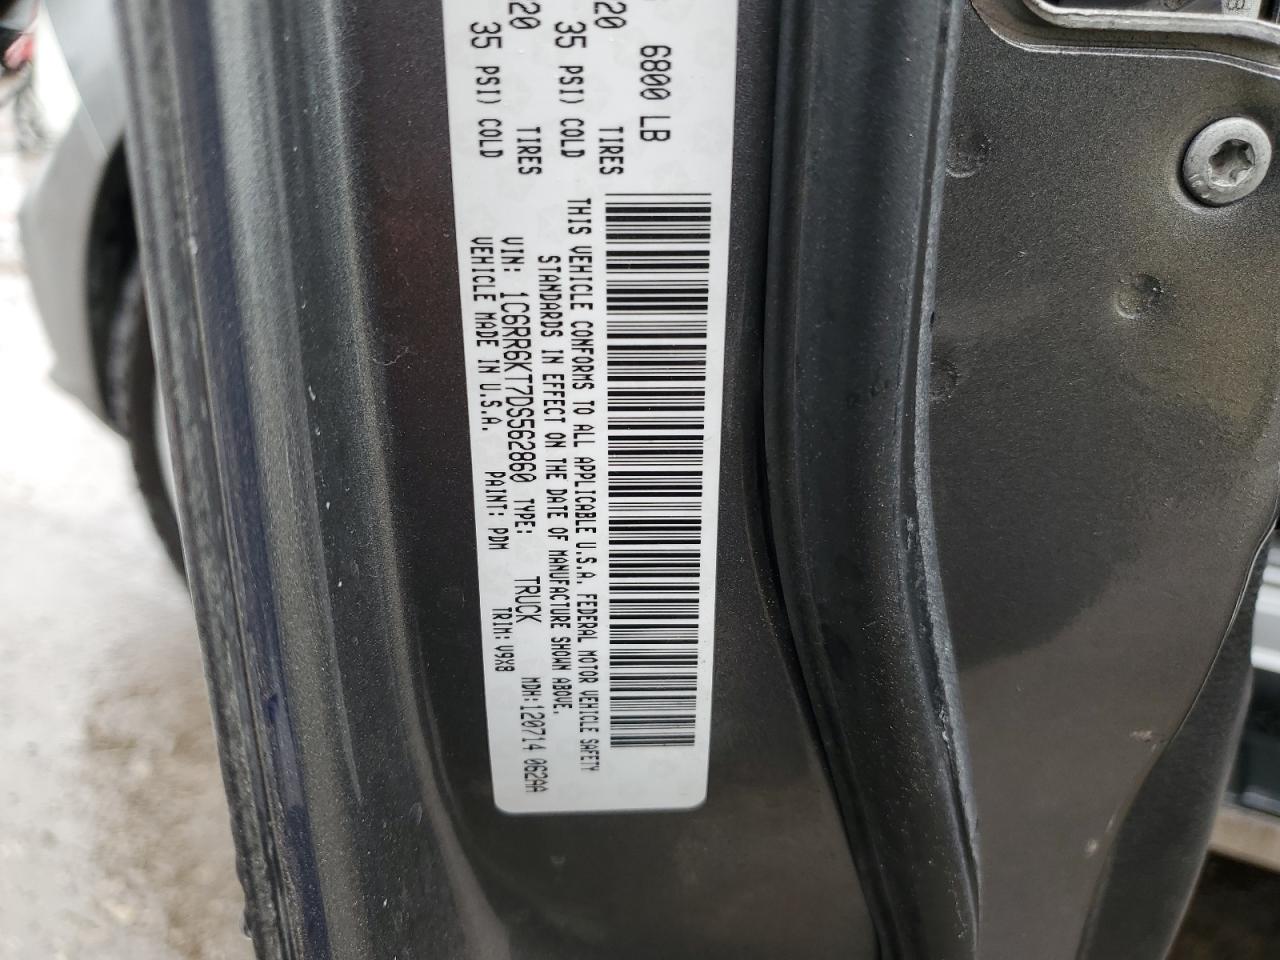 6800 LB
20 TIRES
35 PSI) COLD
20 TIRES
35 PSI) COLD
THIS VEHICLE CONFORMS TO ALL APPLICABLE U.S.A. FEDERAL MOTOR VEHICLE SAFETY
STANDARDS IN EFFECT ON THE DATE OF MANUFACTURE SHOWN ABOVE.
VIN: 1C6RR6KT7DS562860 TYPE: TRUCK MDH:120714 062AA
VEHICLE MADE IN U.S.A. PAINT: PDM TRIM: V9X8